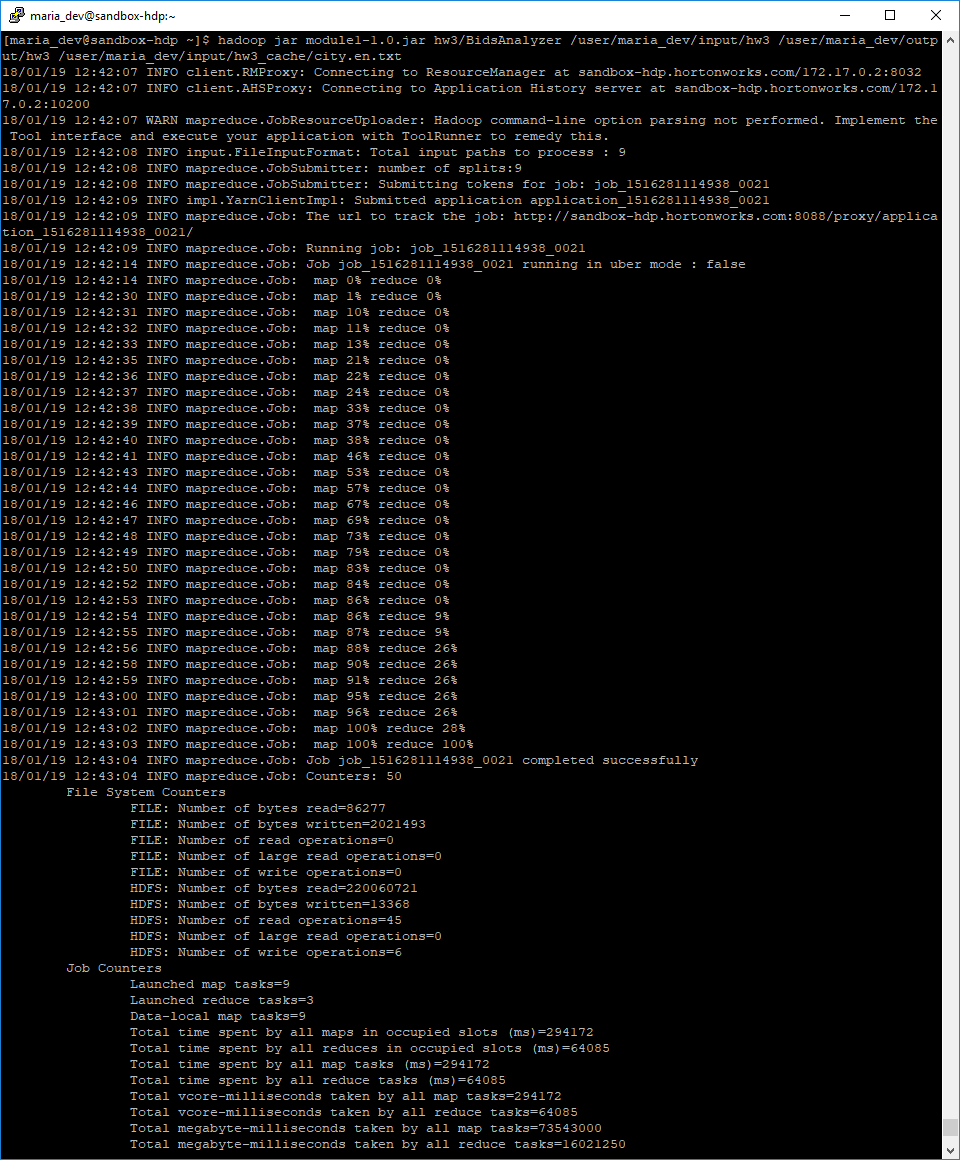 maria_dev@sandbox-hdp:~
[maria_dev@sandbox-hdp ~]$ hadoop jar module1-1.0.jar hw3/BidsAnalyzer /user/maria_dev/input/hw3 /user/maria_dev/outp
ut/hw3 /user/maria_dev/input/hw3_cache/city.en.txt
18/01/19 12:42:07 INFO client.RMProxy: Connecting to ResourceManager at sandbox-hdp.hortonworks.com/172.17.0.2:8032
18/01/19 12:42:07 INFO client.AHSProxy: Connecting to Application History server at sandbox-hdp.hortonworks.com/172.1
7.0.2:10200
18/01/19 12:42:07 WARN mapreduce.JobResourceUploader: Hadoop command-line option parsing not performed. Implement the
 Tool interface and execute your application with ToolRunner to remedy this.
18/01/19 12:42:08 INFO input.FileInputFormat: Total input paths to process : 9
18/01/19 12:42:08 INFO mapreduce.JobSubmitter: number of splits:9
18/01/19 12:42:08 INFO mapreduce.JobSubmitter: Submitting tokens for job: job_1516281114938_0021
18/01/19 12:42:09 INFO impl.YarnClientImpl: Submitted application application_1516281114938_0021
18/01/19 12:42:09 INFO mapreduce.Job: The url to track the job: http://sandbox-hdp.hortonworks.com:8088/proxy/applica
tion_1516281114938_0021/
18/01/19 12:42:09 INFO mapreduce.Job: Running job: job_1516281114938_0021
18/01/19 12:42:14 INFO mapreduce.Job: Job job_1516281114938_0021 running in uber mode : false
18/01/19 12:42:14 INFO mapreduce.Job:  map 0% reduce 0%
18/01/19 12:42:30 INFO mapreduce.Job:  map 1% reduce 0%
18/01/19 12:42:31 INFO mapreduce.Job:  map 10% reduce 0%
18/01/19 12:42:32 INFO mapreduce.Job:  map 11% reduce 0%
18/01/19 12:42:33 INFO mapreduce.Job:  map 13% reduce 0%
18/01/19 12:42:35 INFO mapreduce.Job:  map 21% reduce 0%
18/01/19 12:42:36 INFO mapreduce.Job:  map 22% reduce 0%
18/01/19 12:42:37 INFO mapreduce.Job:  map 24% reduce 0%
18/01/19 12:42:38 INFO mapreduce.Job:  map 33% reduce 0%
18/01/19 12:42:39 INFO mapreduce.Job:  map 37% reduce 0%
18/01/19 12:42:40 INFO mapreduce.Job:  map 38% reduce 0%
18/01/19 12:42:41 INFO mapreduce.Job:  map 46% reduce 0%
18/01/19 12:42:43 INFO mapreduce.Job:  map 53% reduce 0%
18/01/19 12:42:44 INFO mapreduce.Job:  map 57% reduce 0%
18/01/19 12:42:46 INFO mapreduce.Job:  map 67% reduce 0%
18/01/19 12:42:47 INFO mapreduce.Job:  map 69% reduce 0%
18/01/19 12:42:48 INFO mapreduce.Job:  map 73% reduce 0%
18/01/19 12:42:49 INFO mapreduce.Job:  map 79% reduce 0%
18/01/19 12:42:50 INFO mapreduce.Job:  map 83% reduce 0%
18/01/19 12:42:52 INFO mapreduce.Job:  map 84% reduce 0%
18/01/19 12:42:53 INFO mapreduce.Job:  map 86% reduce 0%
18/01/19 12:42:54 INFO mapreduce.Job:  map 86% reduce 9%
18/01/19 12:42:55 INFO mapreduce.Job:  map 87% reduce 9%
18/01/19 12:42:56 INFO mapreduce.Job:  map 88% reduce 26%
18/01/19 12:42:58 INFO mapreduce.Job:  map 90% reduce 26%
18/01/19 12:42:59 INFO mapreduce.Job:  map 91% reduce 26%
18/01/19 12:43:00 INFO mapreduce.Job:  map 95% reduce 26%
18/01/19 12:43:01 INFO mapreduce.Job:  map 96% reduce 26%
18/01/19 12:43:02 INFO mapreduce.Job:  map 100% reduce 28%
18/01/19 12:43:03 INFO mapreduce.Job:  map 100% reduce 100%
18/01/19 12:43:04 INFO mapreduce.Job: Job job_1516281114938_0021 completed successfully
18/01/19 12:43:04 INFO mapreduce.Job: Counters: 50
File System Counters
FILE: Number of bytes read=86277
FILE: Number of bytes written=2021493
FILE: Number of read operations=0
FILE: Number of large read operations=0
FILE: Number of write operations=0
HDFS: Number of bytes read=220060721
HDFS: Number of bytes written=13368
HDFS: Number of read operations=45
HDFS: Number of large read operations=0
HDFS: Number of write operations=6
Job Counters
Launched map tasks=9
Launched reduce tasks=3
Data-local map tasks=9
Total time spent by all maps in occupied slots (ms)=294172
Total time spent by all reduces in occupied slots (ms)=64085
Total time spent by all map tasks (ms)=294172
Total time spent by all reduce tasks (ms)=64085
Total vcore-milliseconds taken by all map tasks=294172
Total vcore-milliseconds taken by all reduce tasks=64085
Total megabyte-milliseconds taken by all map tasks=73543000
Total megabyte-milliseconds taken by all reduce tasks=16021250